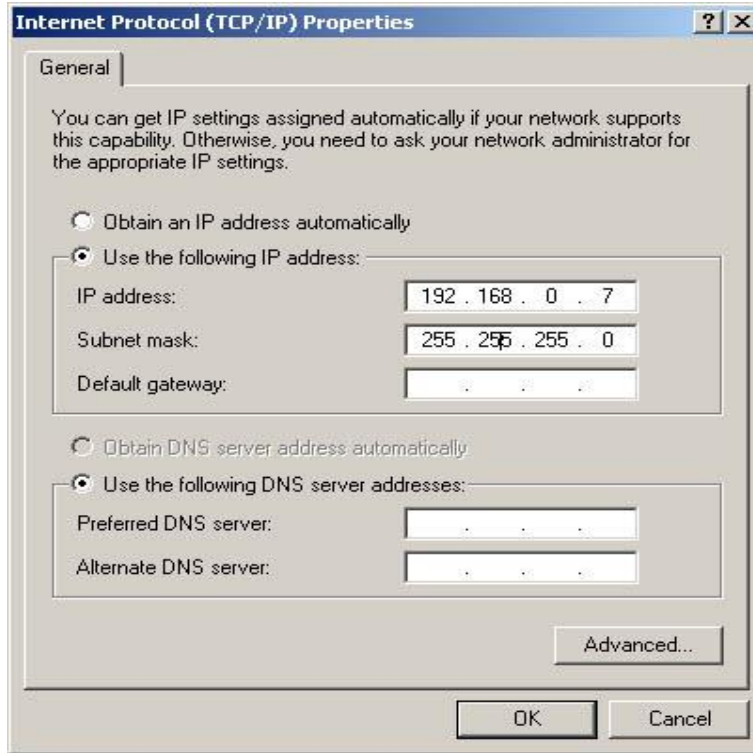 Internet Protocol (TCP/IP) Properties
General
You can get IP settings assigned automatically if your network supports
this capability. Otherwise, you need to ask your network administrator for
the appropriate IP settings.
Obtain an IP address automatically
Use the following IP address:
IP address: 192 . 168 . 0 . 7
Subnet mask: 255 . 255 . 255 . 0
Default gateway: . . .
Obtain DNS server address automatically
Use the following DNS server addresses:
Preferred DNS server: . . .
Alternate DNS server: . . .
Advanced...
OK Cancel